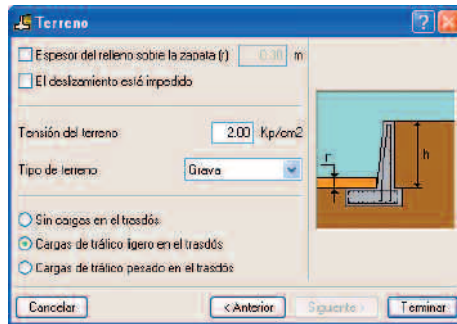 Terreno
Espesor del relleno sobre la zapata (r) 0.30 m
El deslizamiento está impedido
Tensión del terreno 2.00 Kp/cm2
Tipo de terreno Grava
r
h
Sin cargas en el trasdós
Cargas de tráfico ligero en el trasdós
Cargas de tráfico pesado en el trasdós
Cancelar < Anterior Siguiente > Terminar